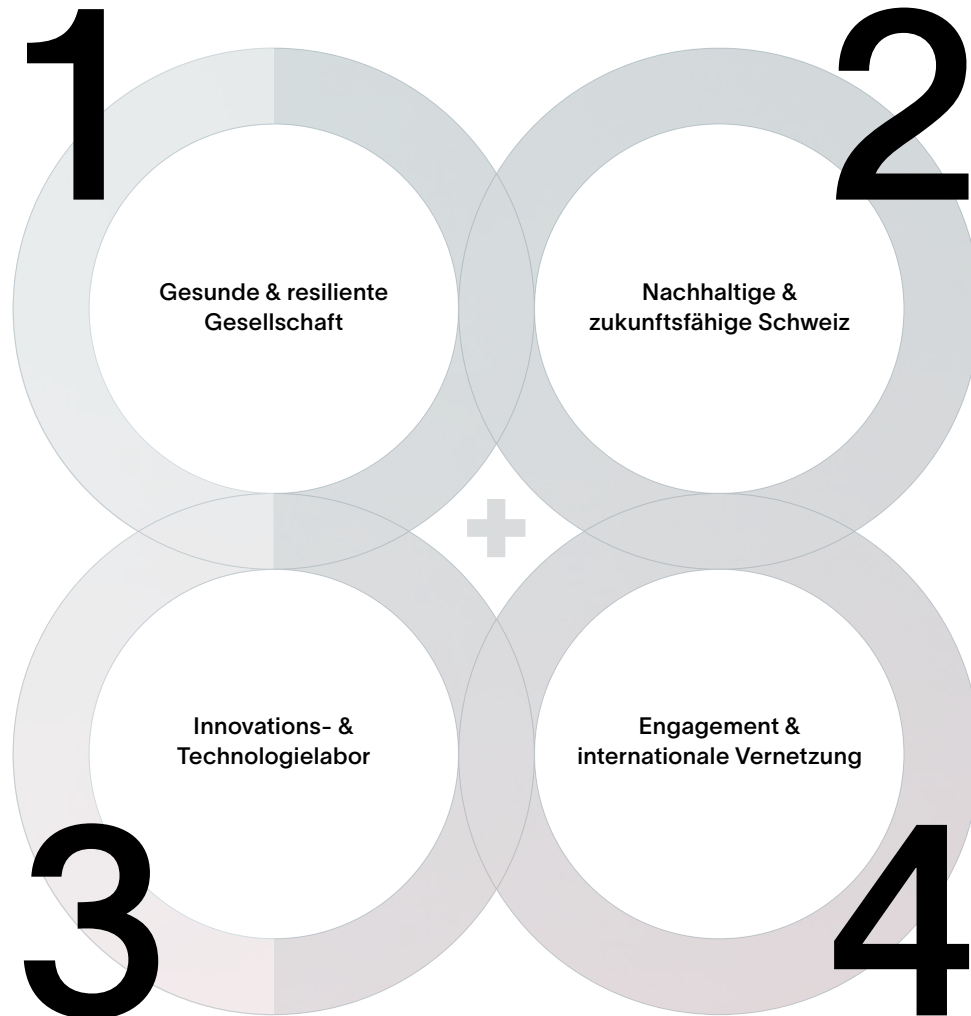 1
2
Gesunde & resiliente
Gesellschaft
Nachhaltige &
zukunftsfähige Schweiz
Innovations- &
Technologielabor
Engagement &
internationale Vernetzung
3
4